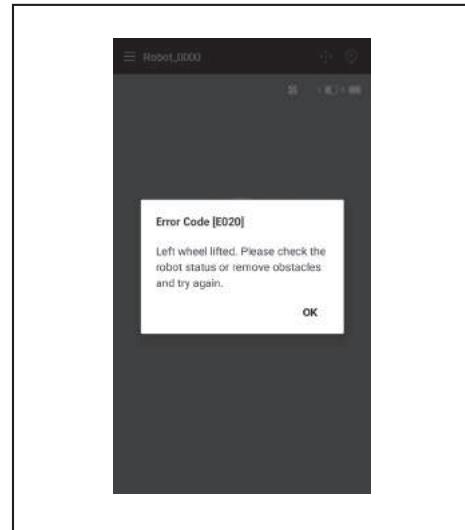 Robot_0000
Error Code [E020]
Left wheel lifted. Please check the
robot status or remove obstacles
and try again.
OK